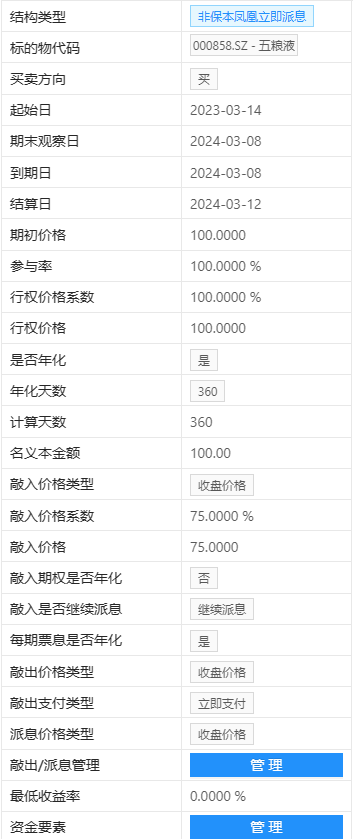 结构类型 非保本凤凰立即派息
标的物代码 000858.SZ - 五粮液
买卖方向 买
起始日 2023-03-14
期末观察日 2024-03-08
到期日 2024-03-08
结算日 2024-03-12
期初价格 100.0000
参与率 100.0000 %
行权价格系数 100.0000 %
行权价格 100.0000
是否年化 是
年化天数 360
计算天数 360
名义本金额 100.00
敲入价格类型 收盘价格
敲入价格系数 75.0000 %
敲入价格 75.0000
敲入期权是否年化 否
敲入是否继续派息 继续派息
每期票息是否年化 是
敲出价格类型 收盘价格
敲出支付类型 立即支付
派息价格类型 收盘价格
敲出/派息管理 管 理
最低收益率 0.0000 %
资金要素 管 理